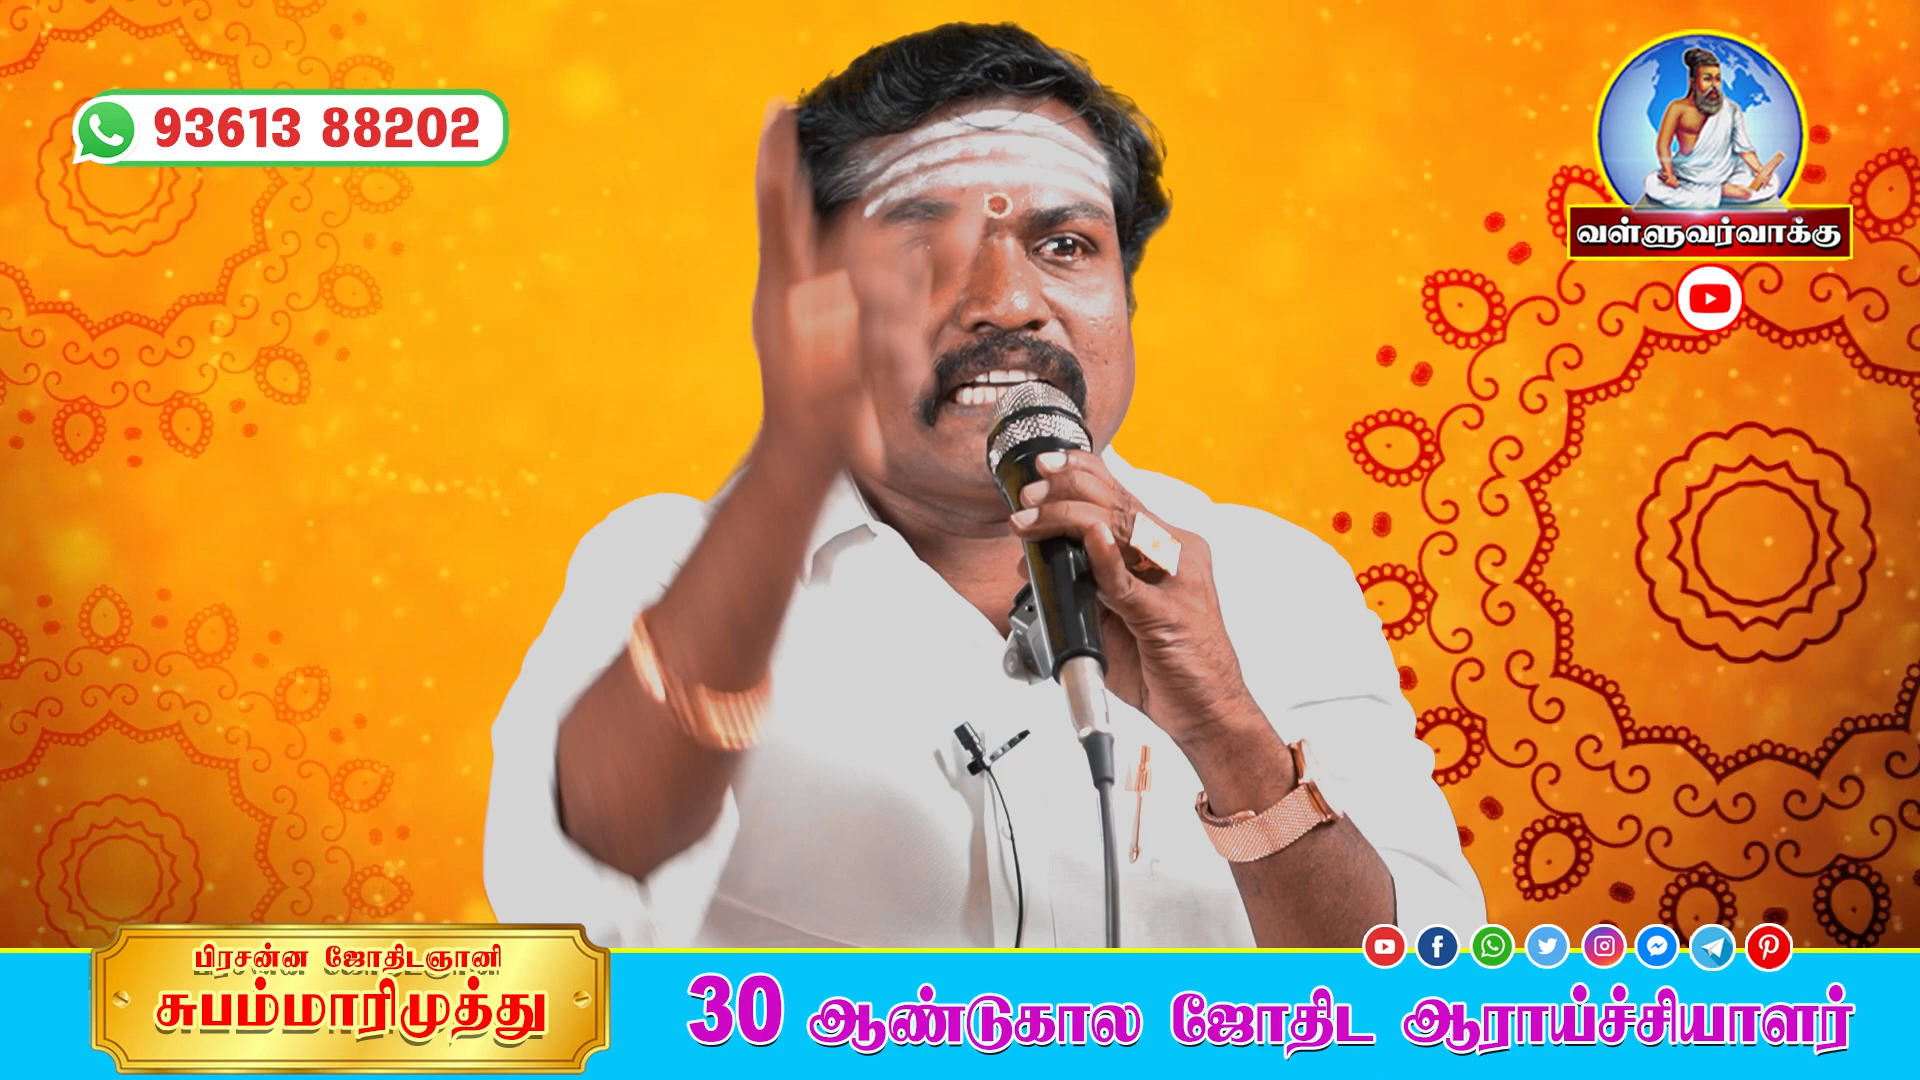 93613 88202
வள்ளுவர்வாக்கு
பிரசன்ன ஜோதிடஞானி
சுபம்மாரிமுத்து
30 ஆண்டுகால ஜோதிட ஆராய்ச்சியாளர்